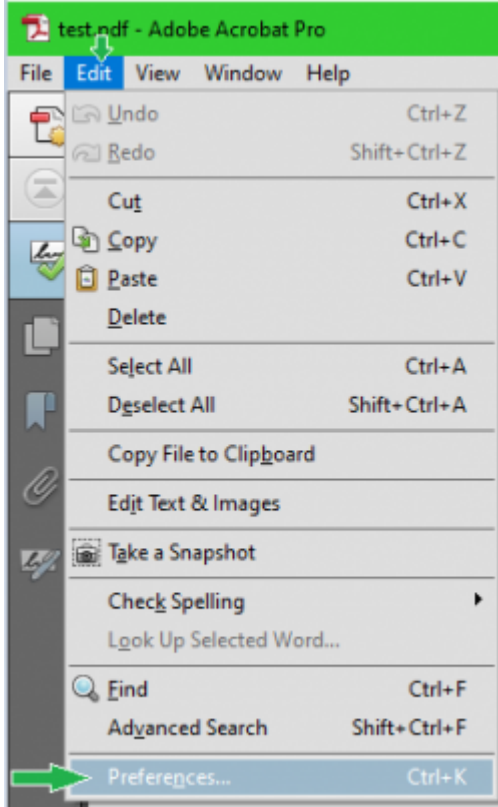 test.pdf - Adobe Acrobat Pro
File Edit View Window Help
Undo Ctrl+Z
Redo Shift+Ctrl+Z
Cut Ctrl+X
Copy Ctrl+C
Paste Ctrl+V
Delete
Select All Ctrl+A
Deselect All Shift+Ctrl+A
Copy File to Clipboard
Edit Text & Images
Take a Snapshot
Check Spelling
Look Up Selected Word...
Find Ctrl+F
Advanced Search Shift+Ctrl+F
Preferences... Ctrl+K